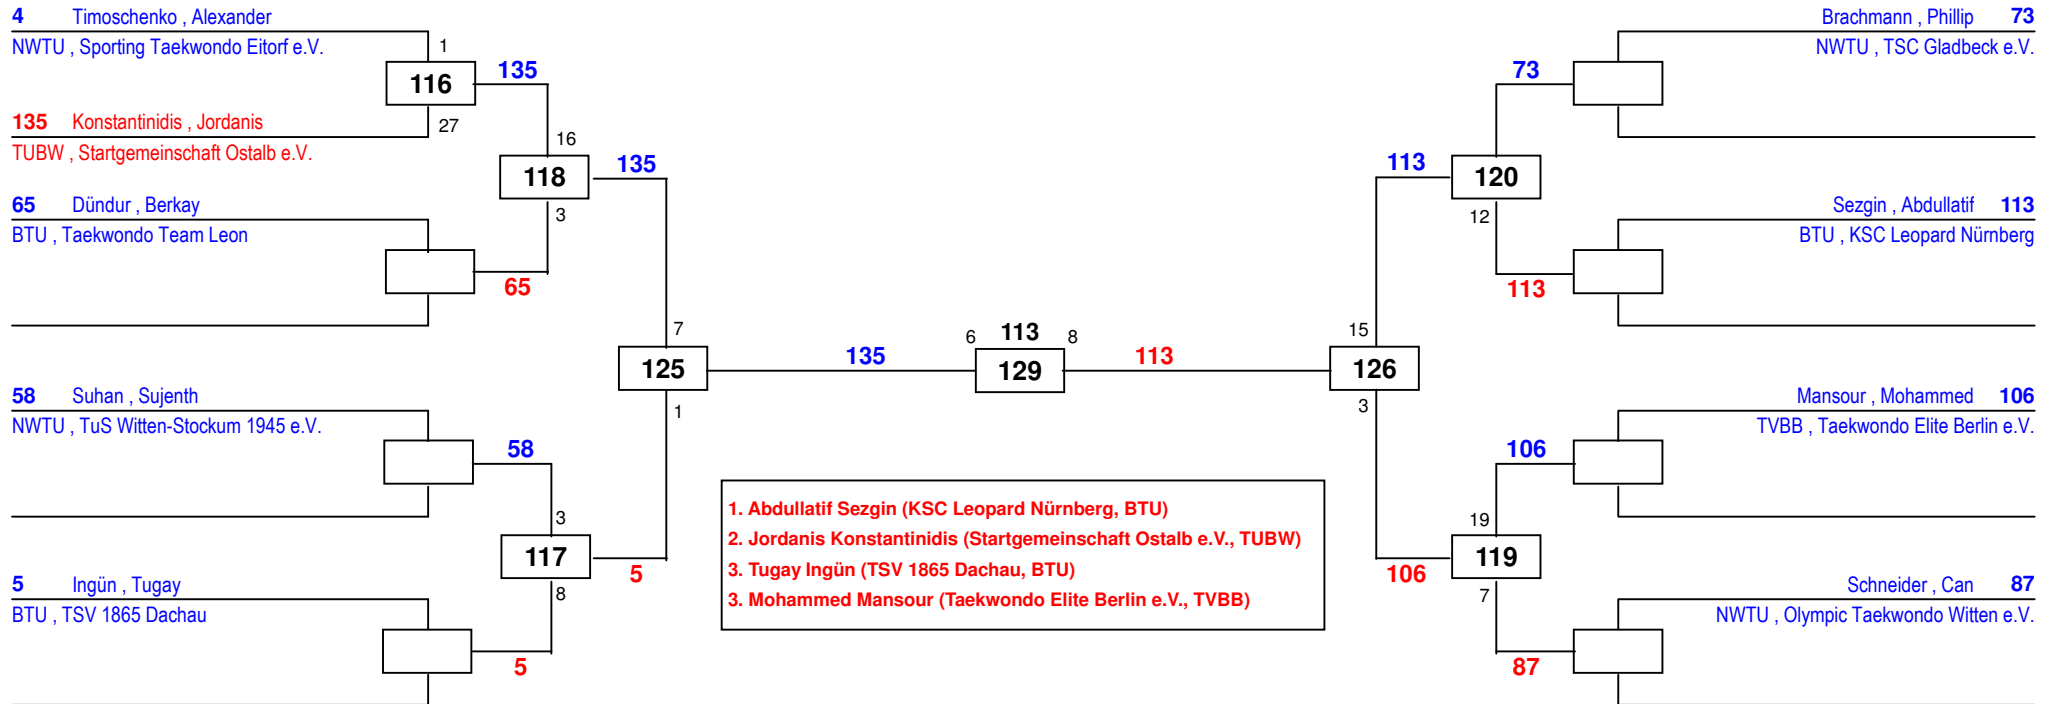 4 Timoschenko , Alexander
NWTU , Sporting Taekwondo Eitorf e.V.
1
116
135
27
135 Konstantinidis , Jordanis
TUBW , Startgemeinschaft Ostalb e.V.
16
118
135
3
65 Dündur , Berkay
BTU , Taekwondo Team Leon
65
7
125
135
1
58 Suhan , Sujenth
NWTU , TuS Witten-Stockum 1945 e.V.
58
3
117
5
8
5 Ingün , Tugay
BTU , TSV 1865 Dachau
5
6 113 8
129
113
1. Abdullatif Sezgin (KSC Leopard Nürnberg, BTU)
2. Jordanis Konstantinidis (Startgemeinschaft Ostalb e.V., TUBW)
3. Tugay Ingün (TSV 1865 Dachau, BTU)
3. Mohammed Mansour (Taekwondo Elite Berlin e.V., TVBB)
Brachmann , Phillip 73
NWTU , TSC Gladbeck e.V.
73
113
120
12
Sezgin , Abdullatif 113
BTU , KSC Leopard Nürnberg
113
15
126
3
Mansour , Mohammed 106
TVBB , Taekwondo Elite Berlin e.V.
106
19
119
106
7
Schneider , Can 87
NWTU , Olympic Taekwondo Witten e.V.
87